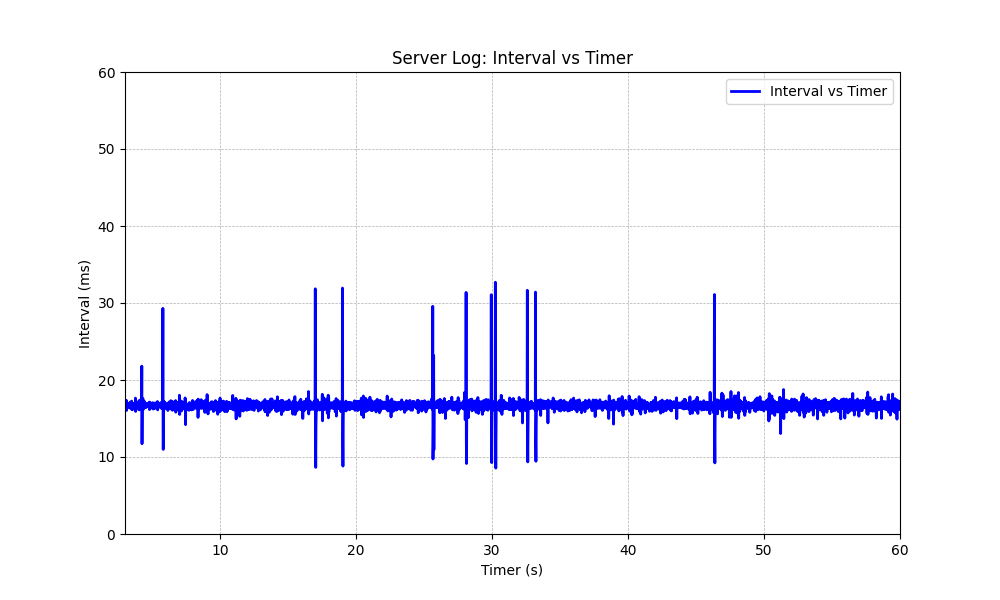 Server Log: Interval vs Timer
Interval vs Timer
60
50
40
30
20
10
0
Interval (ms)
10 20 30 40 50 60
Timer (s)